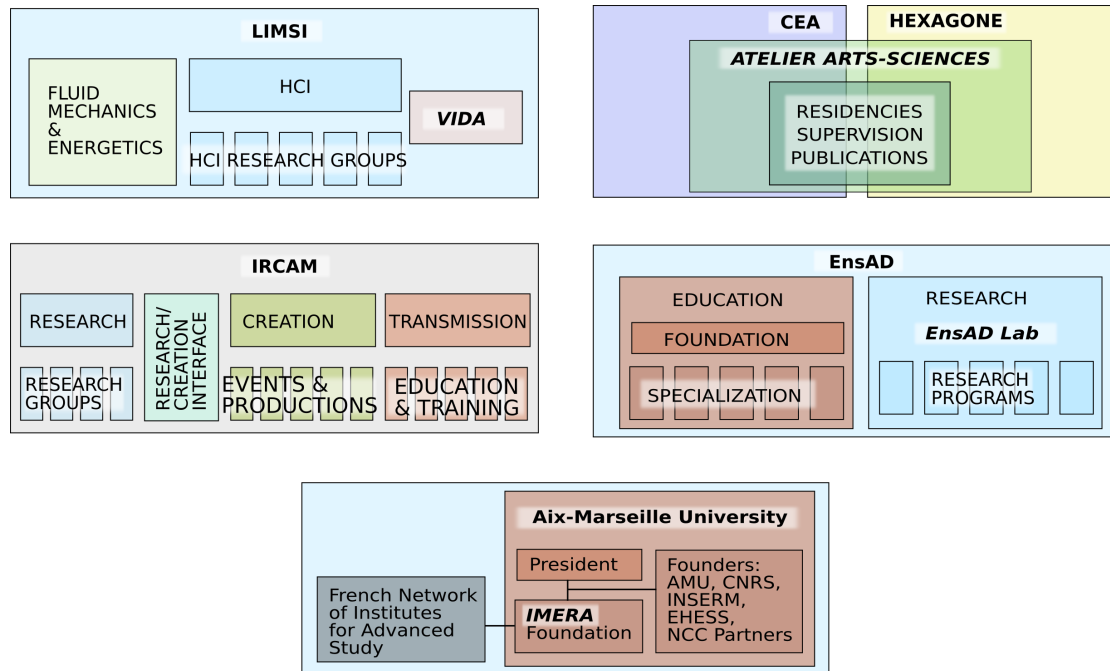 LIMSI
FLUID
MECHANICS
&
ENERGETICS
HCI
HCI RESEARCH GROUPS
VIDA
CEA
HEXAGONE
ATELIER ARTS-SCIENCES
RESIDENCIES
SUPERVISION
PUBLICATIONS
IRCAM
RESEARCH
RESEARCH
GROUPS
RESEARCH/
CREATION
INTERFACE
CREATION
EVENTS &
PRODUCTIONS
TRANSMISSION
EDUCATION
& TRAINING
EnsAD
EDUCATION
FOUNDATION
SPECIALIZATION
RESEARCH
EnsAD Lab
RESEARCH
PROGRAMS
Aix-Marseille University
President
IMERA
Foundation
Founders:
AMU, CNRS,
INSERM,
EHESS,
NCC Partners
French Network
of Institutes
for Advanced
Study